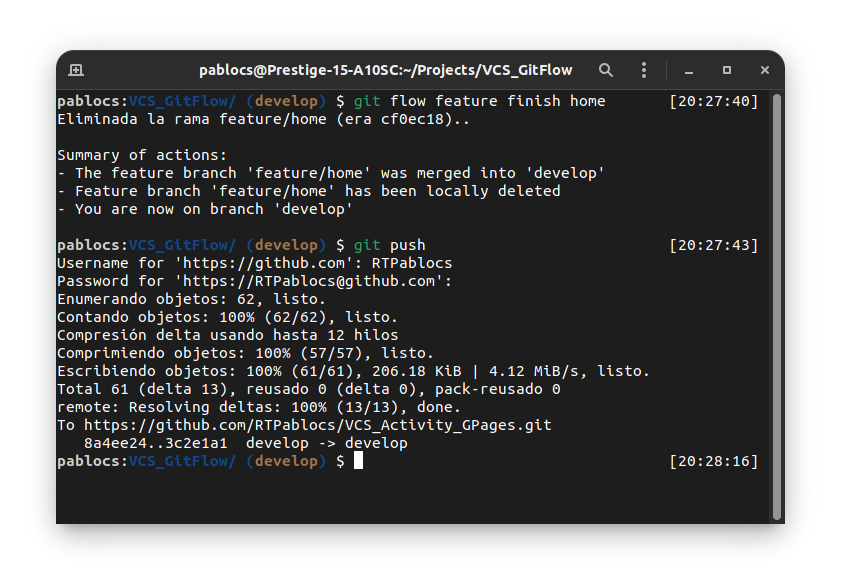 pablocs@Prestige-15-A10SC:~/Projects/VCS_GitFlow
pablocs:VCS_GitFlow/ (develop) $ git flow feature finish home [20:27:40]
Eliminada la rama feature/home (era cf0ec18)..
Summary of actions:
- The feature branch 'feature/home' was merged into 'develop'
- Feature branch 'feature/home' has been locally deleted
- You are now on branch 'develop'
pablocs:VCS_GitFlow/ (develop) $ git push [20:27:43]
Username for 'https://github.com': RTPablocs
Password for 'https://RTPablocs@github.com':
Enumerando objetos: 62, listo.
Contando objetos: 100% (62/62), listo.
Compresión delta usando hasta 12 hilos
Comprimiendo objetos: 100% (57/57), listo.
Escribiendo objetos: 100% (61/61), 206.18 KiB | 4.12 MiB/s, listo.
Total 61 (delta 13), reusado 0 (delta 0), pack-reusado 0
remote: Resolving deltas: 100% (13/13), done.
To https://github.com/RTPablocs/VCS_Activity_GPages.git
   8a4ee24..3c2e1a1  develop -> develop
pablocs:VCS_GitFlow/ (develop) $ [20:28:16]